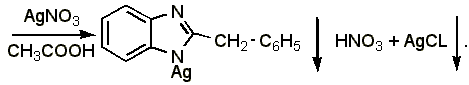 AgNO3
CH3COOH
N
N
Ag
CH2-C6H5
HNO3 + AgCL
.